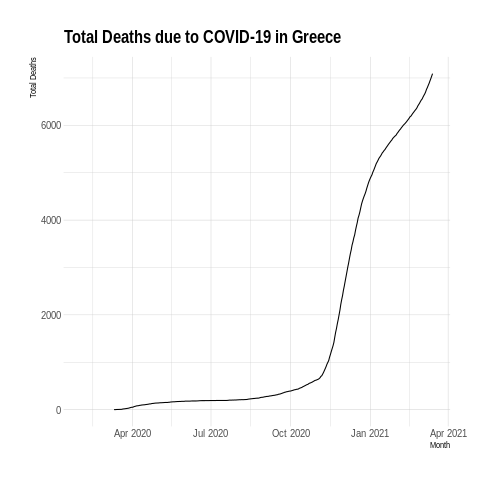 Total Deaths due to COVID-19 in Greece
Total Deaths
6000
4000
2000
0
Apr 2020 Jul 2020 Oct 2020 Jan 2021 Apr 2021
Month